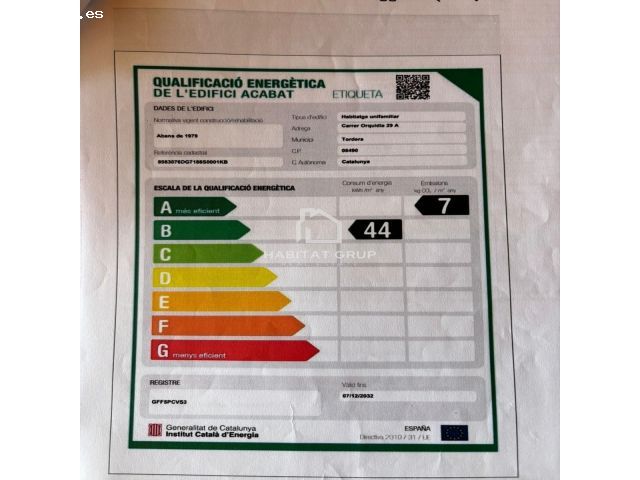 .es
QUALIFICACIÓ ENERGÈTICA
DE L'EDIFICI ACABAT ETIQUETA
DADES DE L'EDIFICI
Normativa vigent construcció/rehabilitació
Abans de 1979
Referència cadastral
Tipus d'edifici Habitatge unifamiliar
Adreça Carrer Orquídia 29 A
Municipi Tordera
C.P. 08490
C. Autònoma Catalunya
ESCALA DE LA QUALIFICACIÓ ENERGÈTICA
Consum d'energia
kWh/m² any
Emissions
kg CO₂ / m² any
A més eficient 7
B 44
C
D
E
F
G menys eficient
HABITAT GRUP
REGISTRE
GFF5PCVS3
Vàlid fins
07/12/2032
Generalitat de Catalunya
Institut Català d'Energia
ESPAÑA
Directiva 2010 / 31 / UE